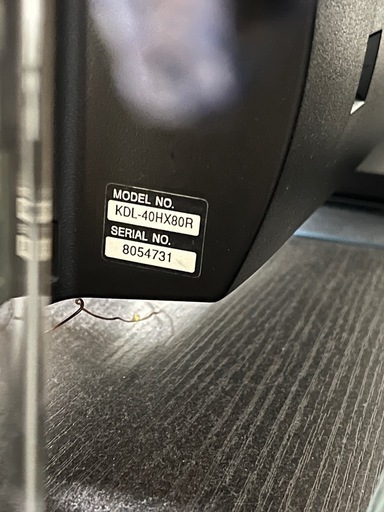 MODEL NO.
KDL-40HX80R
SERIAL NO.
8054731